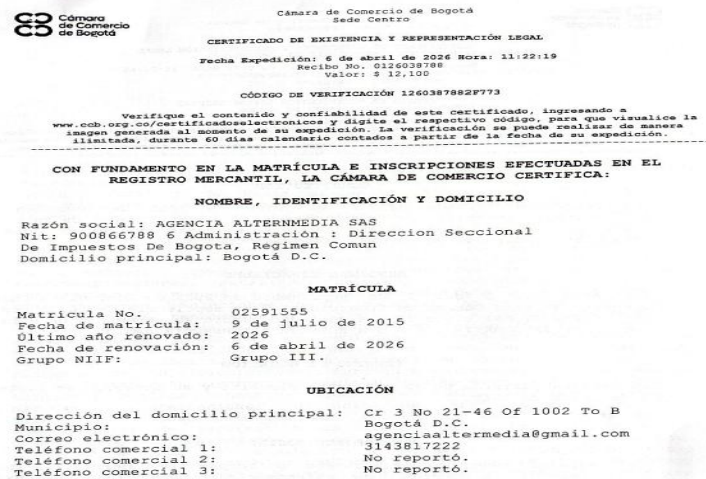 Cámara
de Comercio
de Bogotá
Cámara de Comercio de Bogotá
Sede Centro
CERTIFICADO DE EXISTENCIA Y REPRESENTACIÓN LEGAL
Fecha Expedición: 6 de abril de 2026 Hora: 11:22:19
Recibo No. 0126038788
Valor: $ 12,100
CÓDIGO DE VERIFICACIÓN 1260387882F773
Verifique el contenido y confiabilidad de este certificado, ingresando a
www.ccb.org.co/certificadoselectronicos y digite el respectivo código, para que visualice la
imagen generada al momento de su expedición. La verificación se puede realizar de manera
ilimitada, durante 60 días calendario contados a partir de la fecha de su expedición.
CON FUNDAMENTO EN LA MATRÍCULA E INSCRIPCIONES EFECTUADAS EN EL
REGISTRO MERCANTIL, LA CÁMARA DE COMERCIO CERTIFICA:
NOMBRE, IDENTIFICACIÓN Y DOMICILIO
Razón social: AGENCIA ALTERNMEDIA SAS
Nit: 900866788 6 Administración : Direccion Seccional
De Impuestos De Bogota, Regimen Comun
Domicilio principal: Bogotá D.C.
MATRÍCULA
Matrícula No. 02591555
Fecha de matrícula: 9 de julio de 2015
Último año renovado: 2026
Fecha de renovación: 6 de abril de 2026
Grupo NIIF: Grupo III.
UBICACIÓN
Dirección del domicilio principal: Cr 3 No 21-46 Of 1002 To B
Municipio: Bogotá D.C.
Correo electrónico: agenciaaltermedia@gmail.com
Teléfono comercial 1: 3143817222
Teléfono comercial 2: No reportó.
Teléfono comercial 3: No reportó.